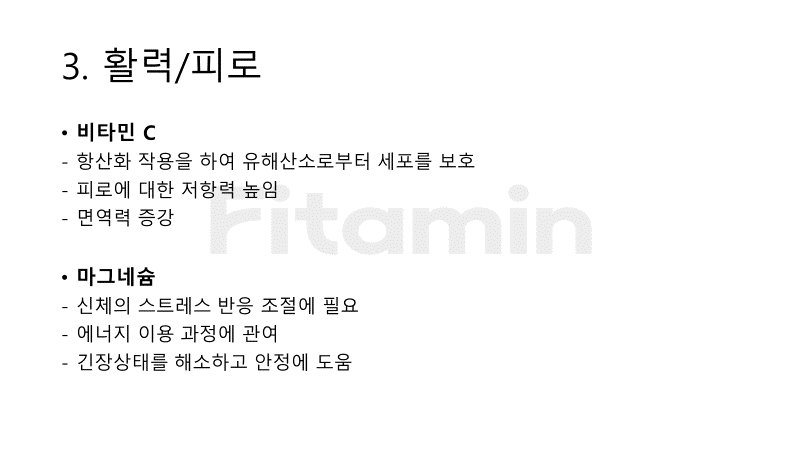 3. 활력/피로
• 비타민 C
- 항산화 작용을 하여 유해산소로부터 세포를 보호
- 피로에 대한 저항력 높임
- 면역력 증강
Fitamin
• 마그네슘
- 신체의 스트레스 반응 조절에 필요
- 에너지 이용 과정에 관여
- 긴장상태를 해소하고 안정에 도움